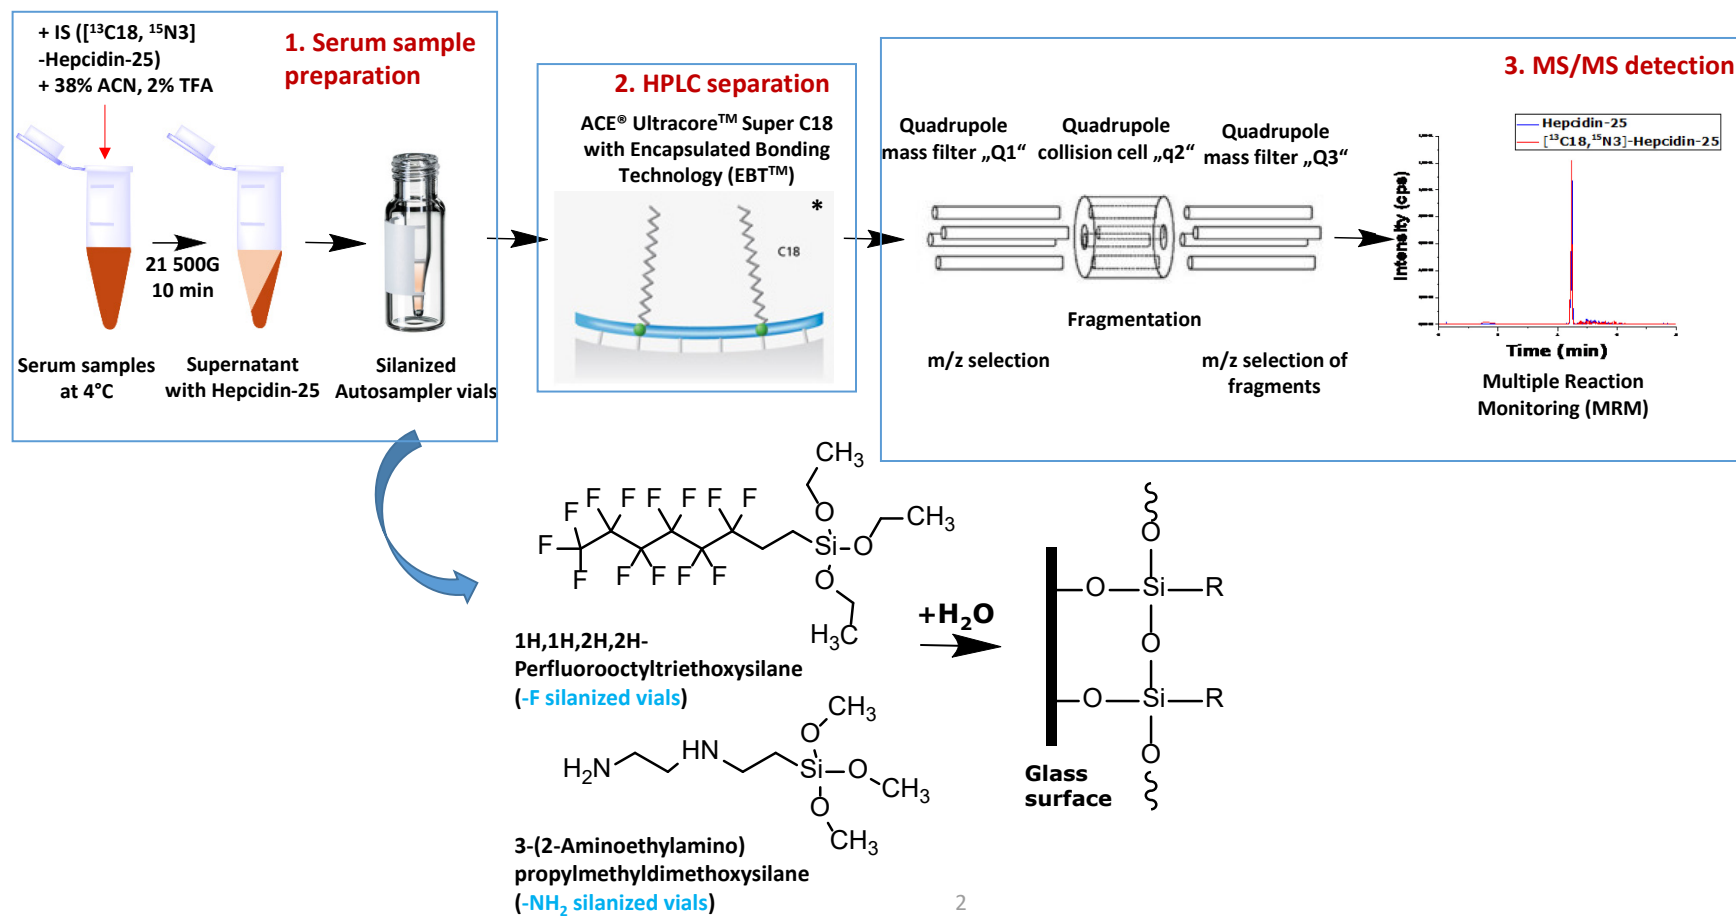 + IS ([¹³C18, ¹⁵N3]
-Hepcidin-25)
+ 38% ACN, 2% TFA
1. Serum sample
preparation
21 500G
10 min
Serum samples
at 4°C
Supernatant
with Hepcidin-25
Silanized
Autosampler vials
2. HPLC separation
ACE® Ultracore™ Super C18
with Encapsulated Bonding
Technology (EBT™)
*
C18
3. MS/MS detection
Quadrupole
mass filter „Q1“
Quadrupole
collision cell „q2“
Quadrupole
mass filter „Q3“
Fragmentation
m/z selection
m/z selection of
fragments
Hepcidin-25
[¹³C18,¹⁵N3]-Hepcidin-25
Intensity (cps)
Time (min)
Multiple Reaction
Monitoring (MRM)
CH₃
O
CH₃
F F F F F F F
F
Si O
F F F F F
O
H₃C
1H,1H,2H,2H-
Perfluorooctyltriethoxysilane
(-F silanized vials)
+H₂O
O
O Si R
O
O Si R
O
Glass
surface
CH₃
O
HN
H₂N
Si O
CH₃
O
CH₃
3-(2-Aminoethylamino)
propylmethyldimethoxysilane
(-NH₂ silanized vials)
2